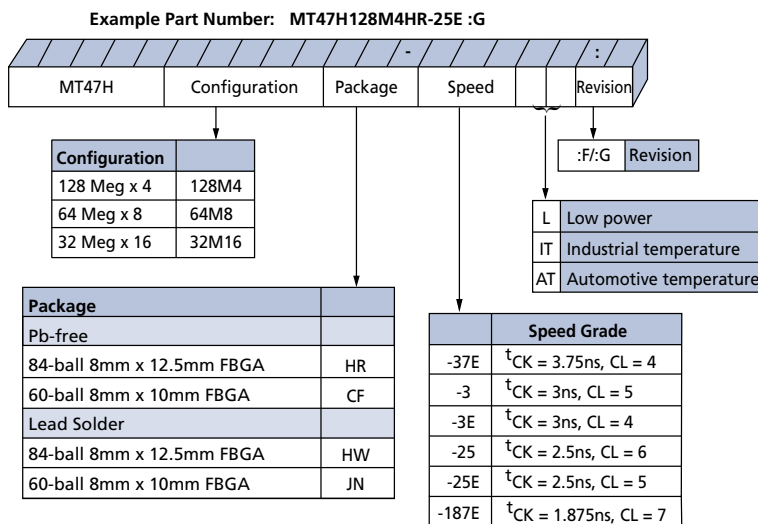 Example Part Number: MT47H128M4HR-25E :G
- :
MT47H Configuration Package Speed Revision
Configuration
128 Meg x 4 128M4
64 Meg x 8 64M8
32 Meg x 16 32M16
:F/:G Revision
L Low power
IT Industrial temperature
AT Automotive temperature
Package
Pb-free
84-ball 8mm x 12.5mm FBGA HR
60-ball 8mm x 10mm FBGA CF
Lead Solder
84-ball 8mm x 12.5mm FBGA HW
60-ball 8mm x 10mm FBGA JN
Speed Grade
-37E tCK = 3.75ns, CL = 4
-3 tCK = 3ns, CL = 5
-3E tCK = 3ns, CL = 4
-25 tCK = 2.5ns, CL = 6
-25E tCK = 2.5ns, CL = 5
-187E tCK = 1.875ns, CL = 7